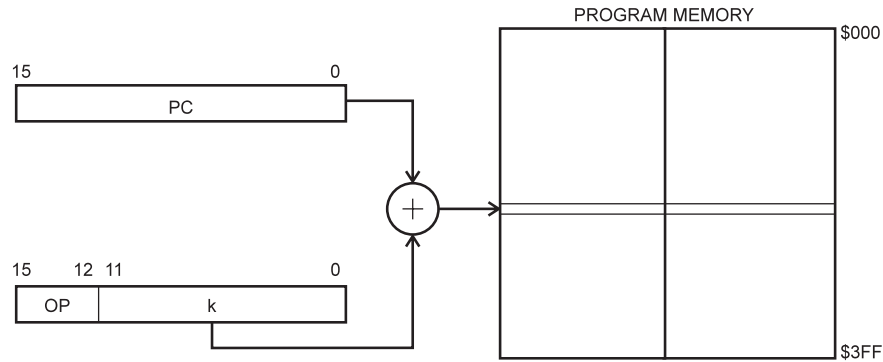 PROGRAM MEMORY
$000
15 0
PC
+
15 12 11 0
OP k
$3FF